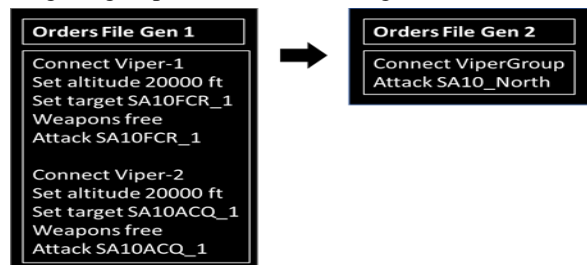 Orders File Gen 1
Connect Viper-1
Set altitude 20000 ft
Set target SA10FCR_1
Weapons free
Attack SA10FCR_1
Connect Viper-2
Set altitude 20000 ft
Set target SA10ACQ_1
Weapons free
Attack SA10ACQ_1
Orders File Gen 2
Connect ViperGroup
Attack SA10_North